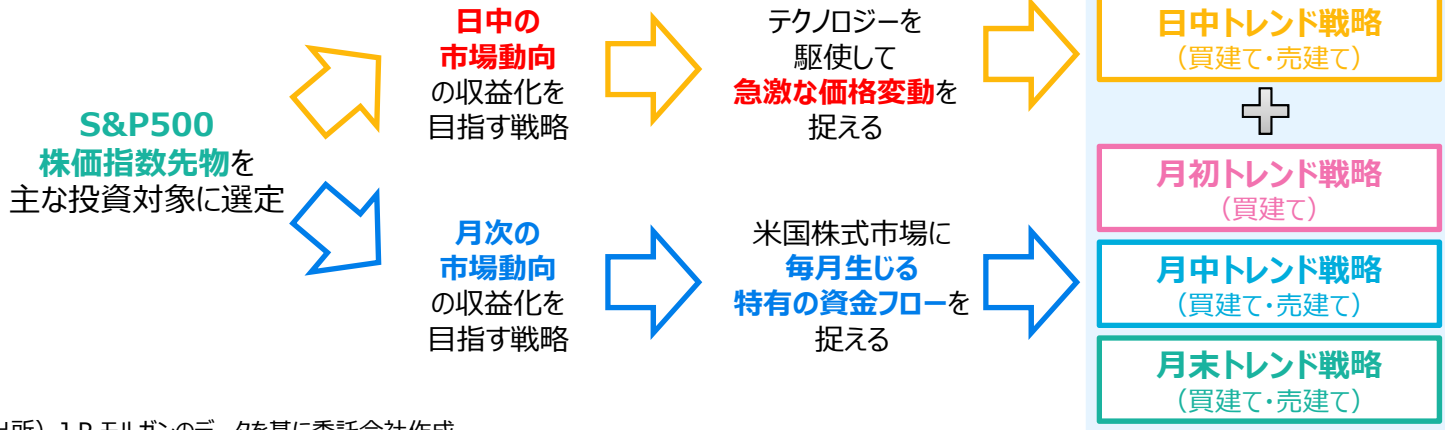 S&P500
株価指数先物を
主な投資対象に選定
日中の
市場動向
の収益化を
目指す戦略
テクノロジーを
駆使して
急激な価格変動を
捉える
日中トレンド戦略
（買建て・売建て）
月次の
市場動向
の収益化を
目指す戦略
米国株式市場に
毎月生じる
特有の資金フローを
捉える
月初トレンド戦略
（買建て）
月中トレンド戦略
（買建て・売建て）
月末トレンド戦略
（買建て・売建て）